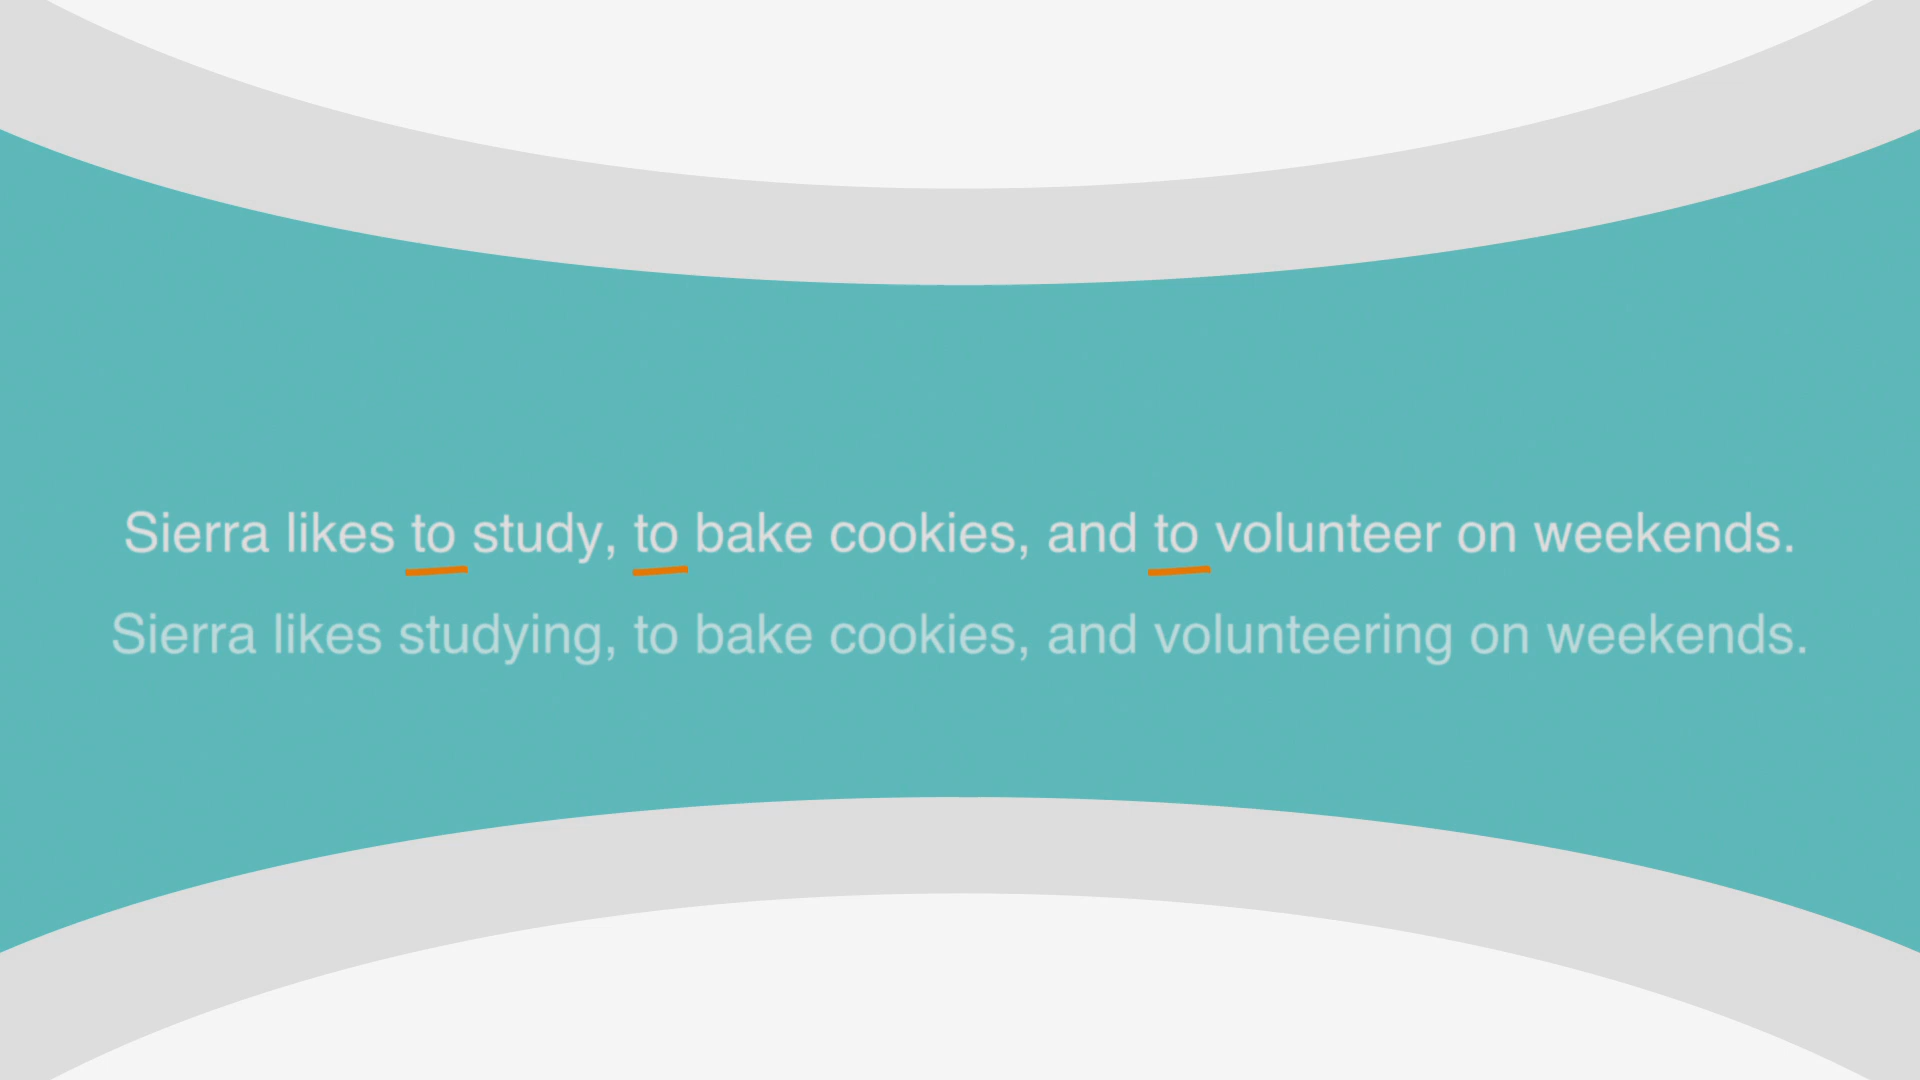 Sierra likes to study, to bake cookies, and to volunteer on weekends.
Sierra likes studying, to bake cookies, and volunteering on weekends.